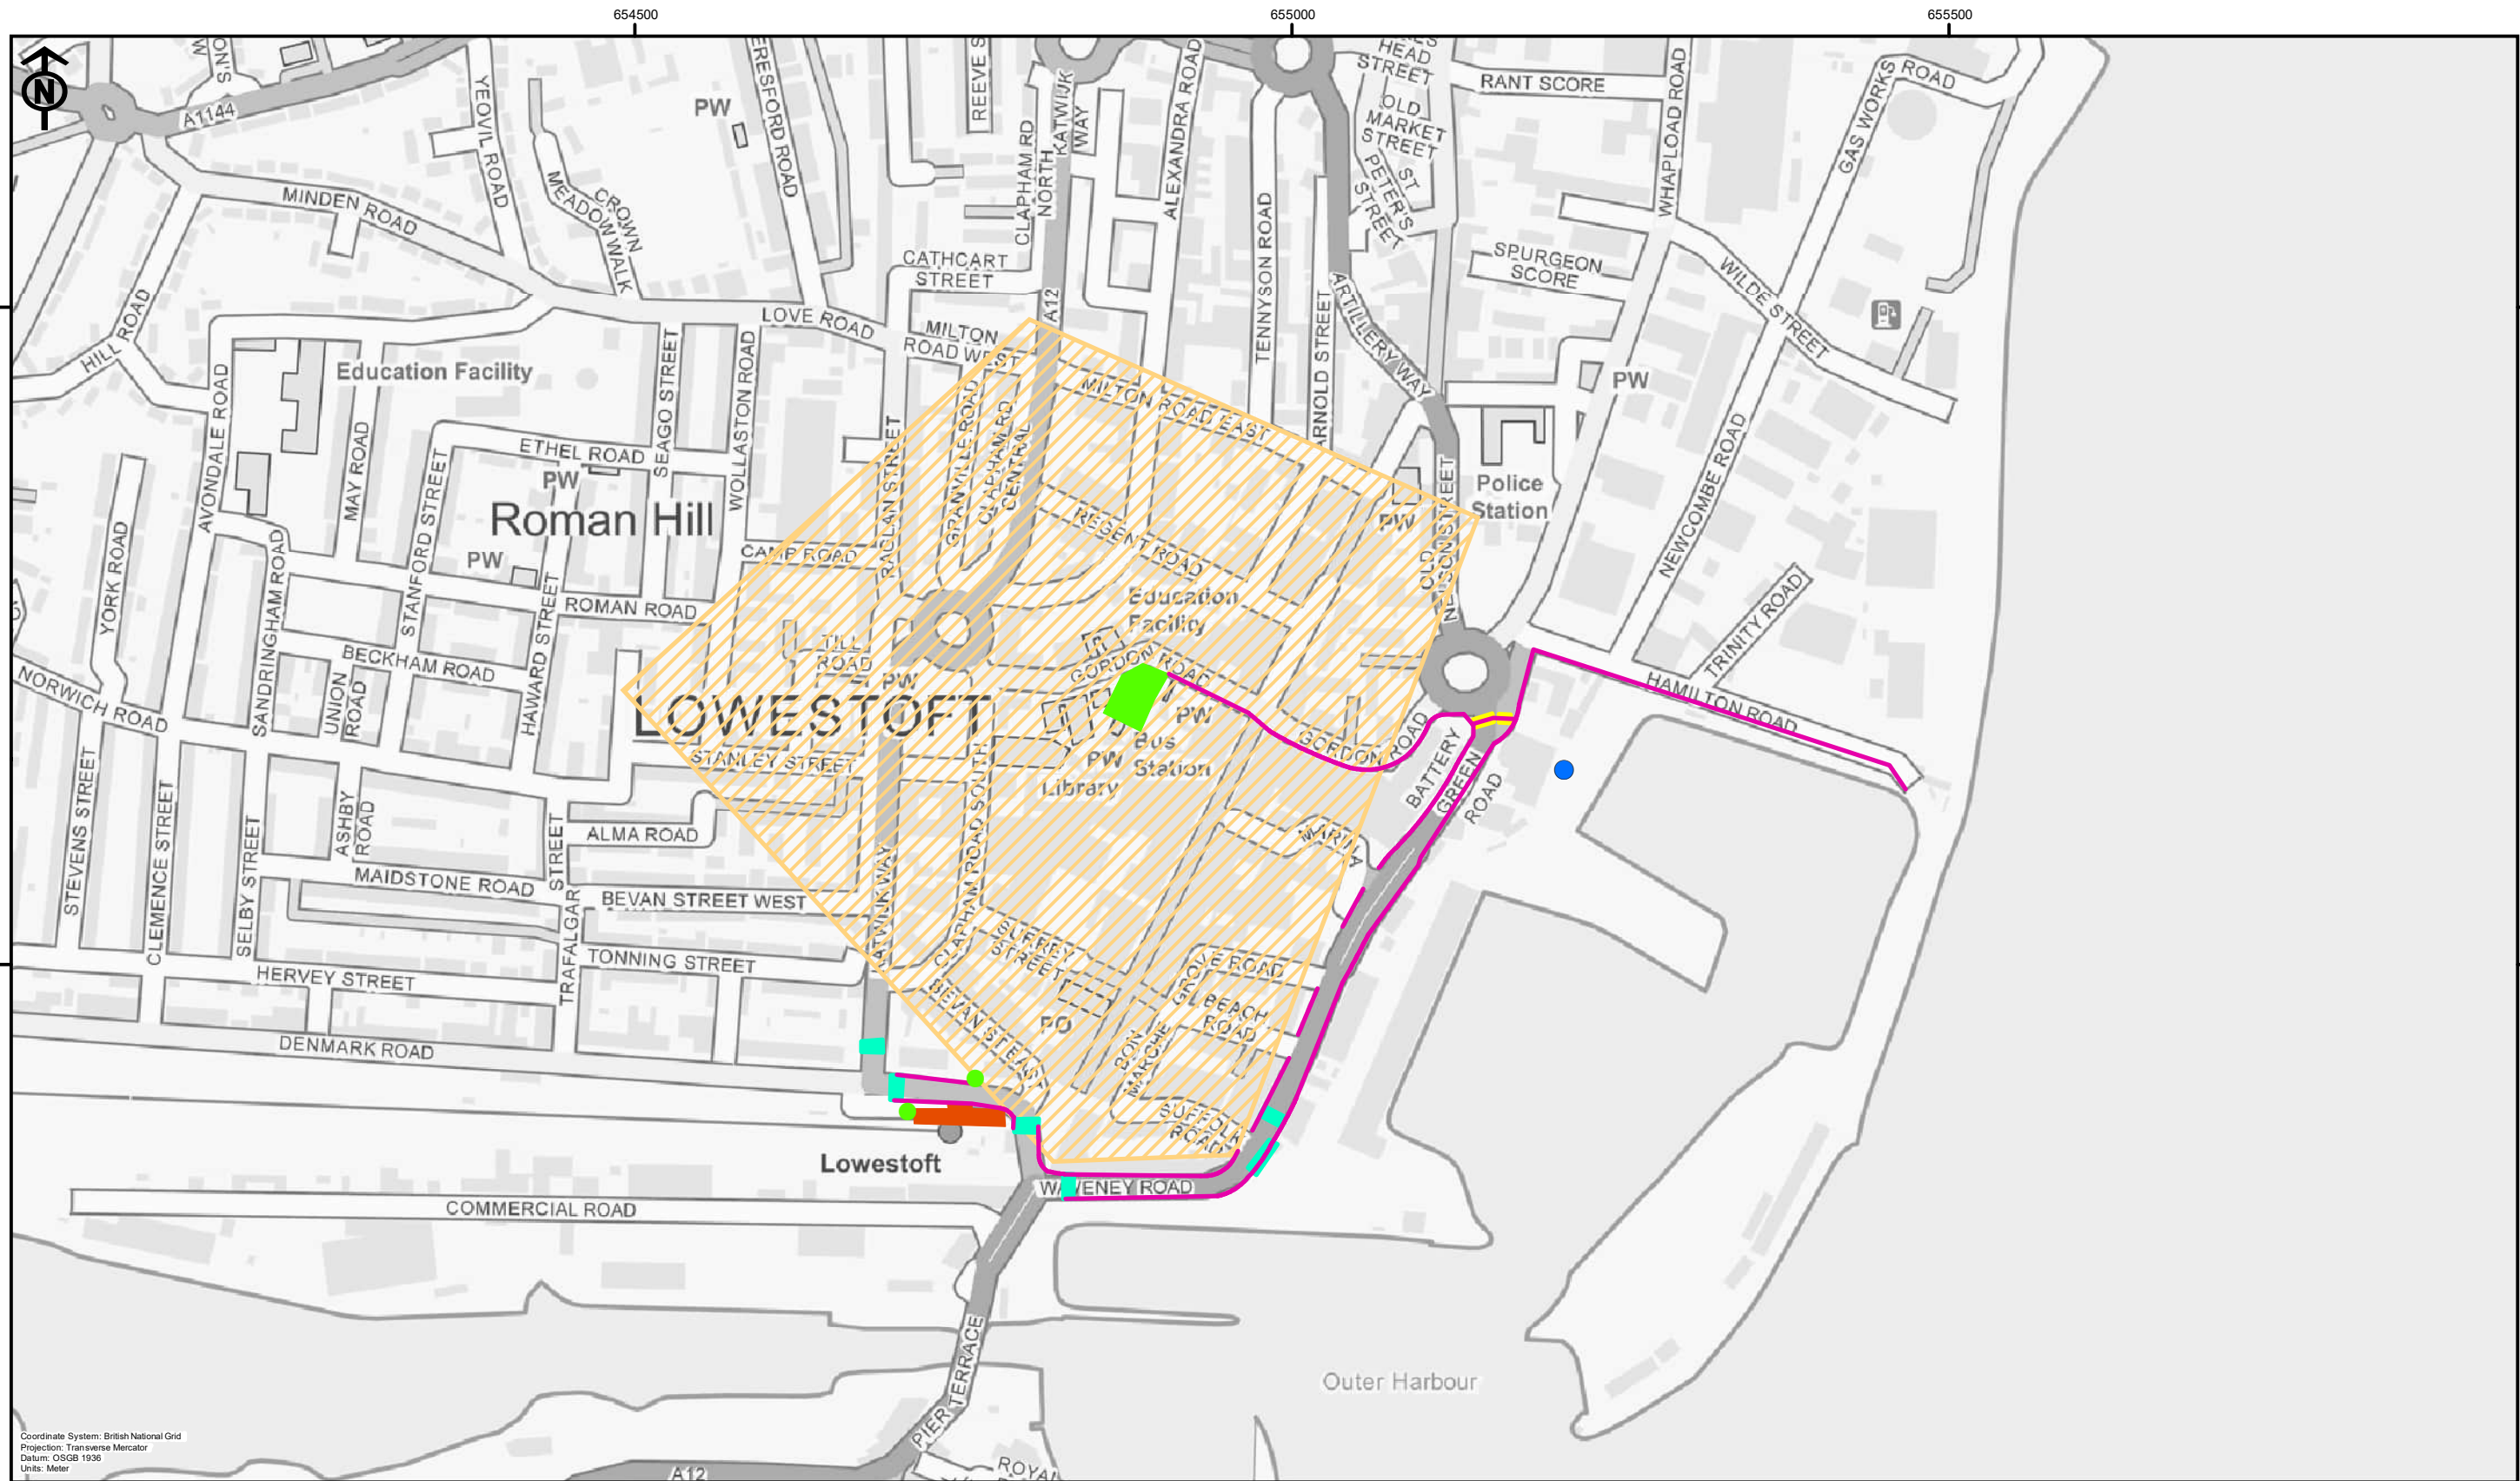 654500
655000
655500
N
A1144
YEOVIL ROAD
PW
ERESFORD ROAD
REEVE S
CLAPHAM RD
NORTH
KATWIJK
WAY
ALEXANDRA ROAD
HEAD
STREET
RANT SCORE
OLD
MARKET
STREET
ST
PETER'S
STREET
WHAPLOAD ROAD
GAS WORKS
ROAD
MINDEN ROAD
CROWN
MEADOW WALK
CATHCART
STREET
TENNYSON ROAD
SPURGEON
SCORE
WILDE STREET
HILL ROAD
LOVE ROAD
MILTON
ROAD WEST
A12
ARNOLD STREET
ARTILLERY WAY
Education Facility
AVONDALE ROAD
MAY ROAD
SEAGO STREET
WOLLASTON ROAD
RAGLAN STREET
GRANVILLE ROAD
CLAPHAM RD
CENTRAL
MILTON ROAD EAST
PW
ETHEL ROAD
PW
Roman Hill
PW
STANFORD STREET
CAMP ROAD
REGENT ROAD
PW
OLD
NELSON STREET
Police
Station
NEWCOMBE ROAD
YORK ROAD
SANDRINGHAM ROAD
HAWARD STREET
ROMAN ROAD
Education
Facility
TRINITY ROAD
BECKHAM ROAD
TILL
ROAD
PW
GORDON ROAD
HAMILTON ROAD
NORWICH ROAD
UNION
ROAD
LOWESTOFT
PW
Bus
Station
PW
Library
GORDON ROAD
BATTERY
GREEN
ROAD
STANLEY STREET
STEVENS STREET
CLEMENCE STREET
SELBY STREET
ASHBY
ROAD
ALMA ROAD
MARINA
MAIDSTONE ROAD
TRAFALGAR
STREET
BEVAN STREET WEST
KATWIJK WAY
CLAPHAM ROAD SOUTH
HERVEY STREET
TONNING STREET
SURREY
STREET
GROVE ROAD
BEACH
ROAD
BEVAN ST EAST
PO
BON
MARCHE
DENMARK ROAD
SUFFOLK
ROAD
Lowestoft
WAVENEY ROAD
COMMERCIAL ROAD
PIER TERRACE
Outer Harbour
A12
ROYAL
Coordinate System: British National Grid
Projection: Transverse Mercator
Datum: OSGB 1936
Units: Meter